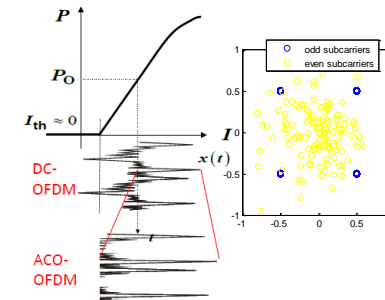 P
P_O
I_th ≈ 0
I
x(t)
DC-
OFDM
t
ACO-
OFDM
odd subcarriers
even subcarriers
1
0.5
0
-0.5
-1
-1 -0.5 0 0.5